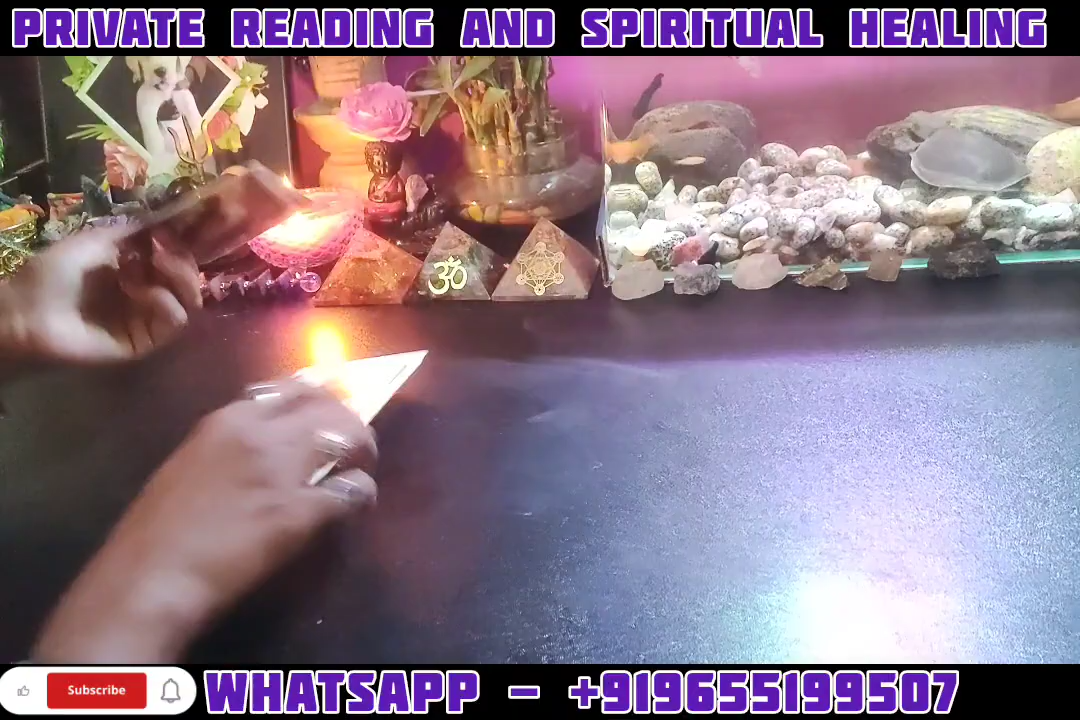 PRIVATE READING AND SPIRITUAL HEALING
ॐ
Subscribe
WHATSAPP - +919655199507